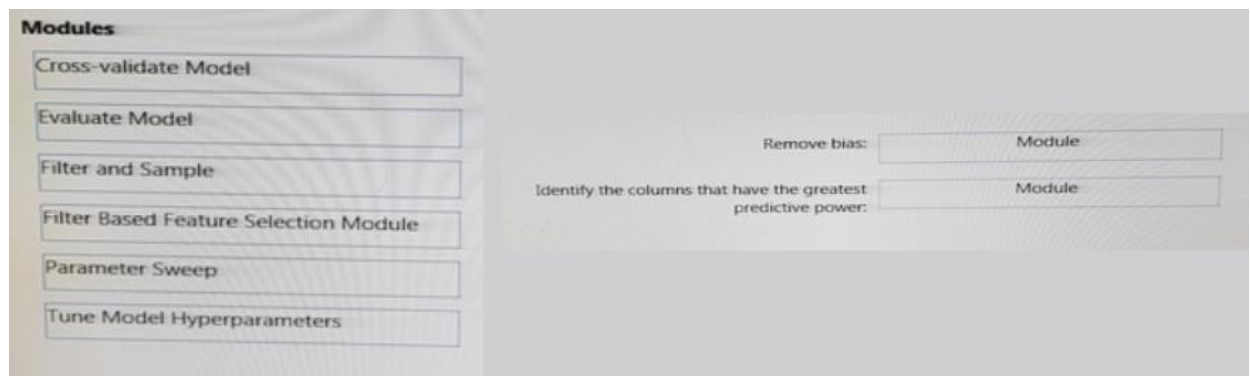 Modules
Cross-validate Model
Evaluate Model
Filter and Sample
Filter Based Feature Selection Module
Parameter Sweep
Tune Model Hyperparameters
Remove bias:
Module
Identify the columns that have the greatest
predictive power:
Module